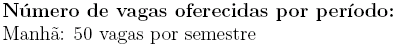 Número de vagas oferecidas por período:
Manhã: 50 vagas por semestre